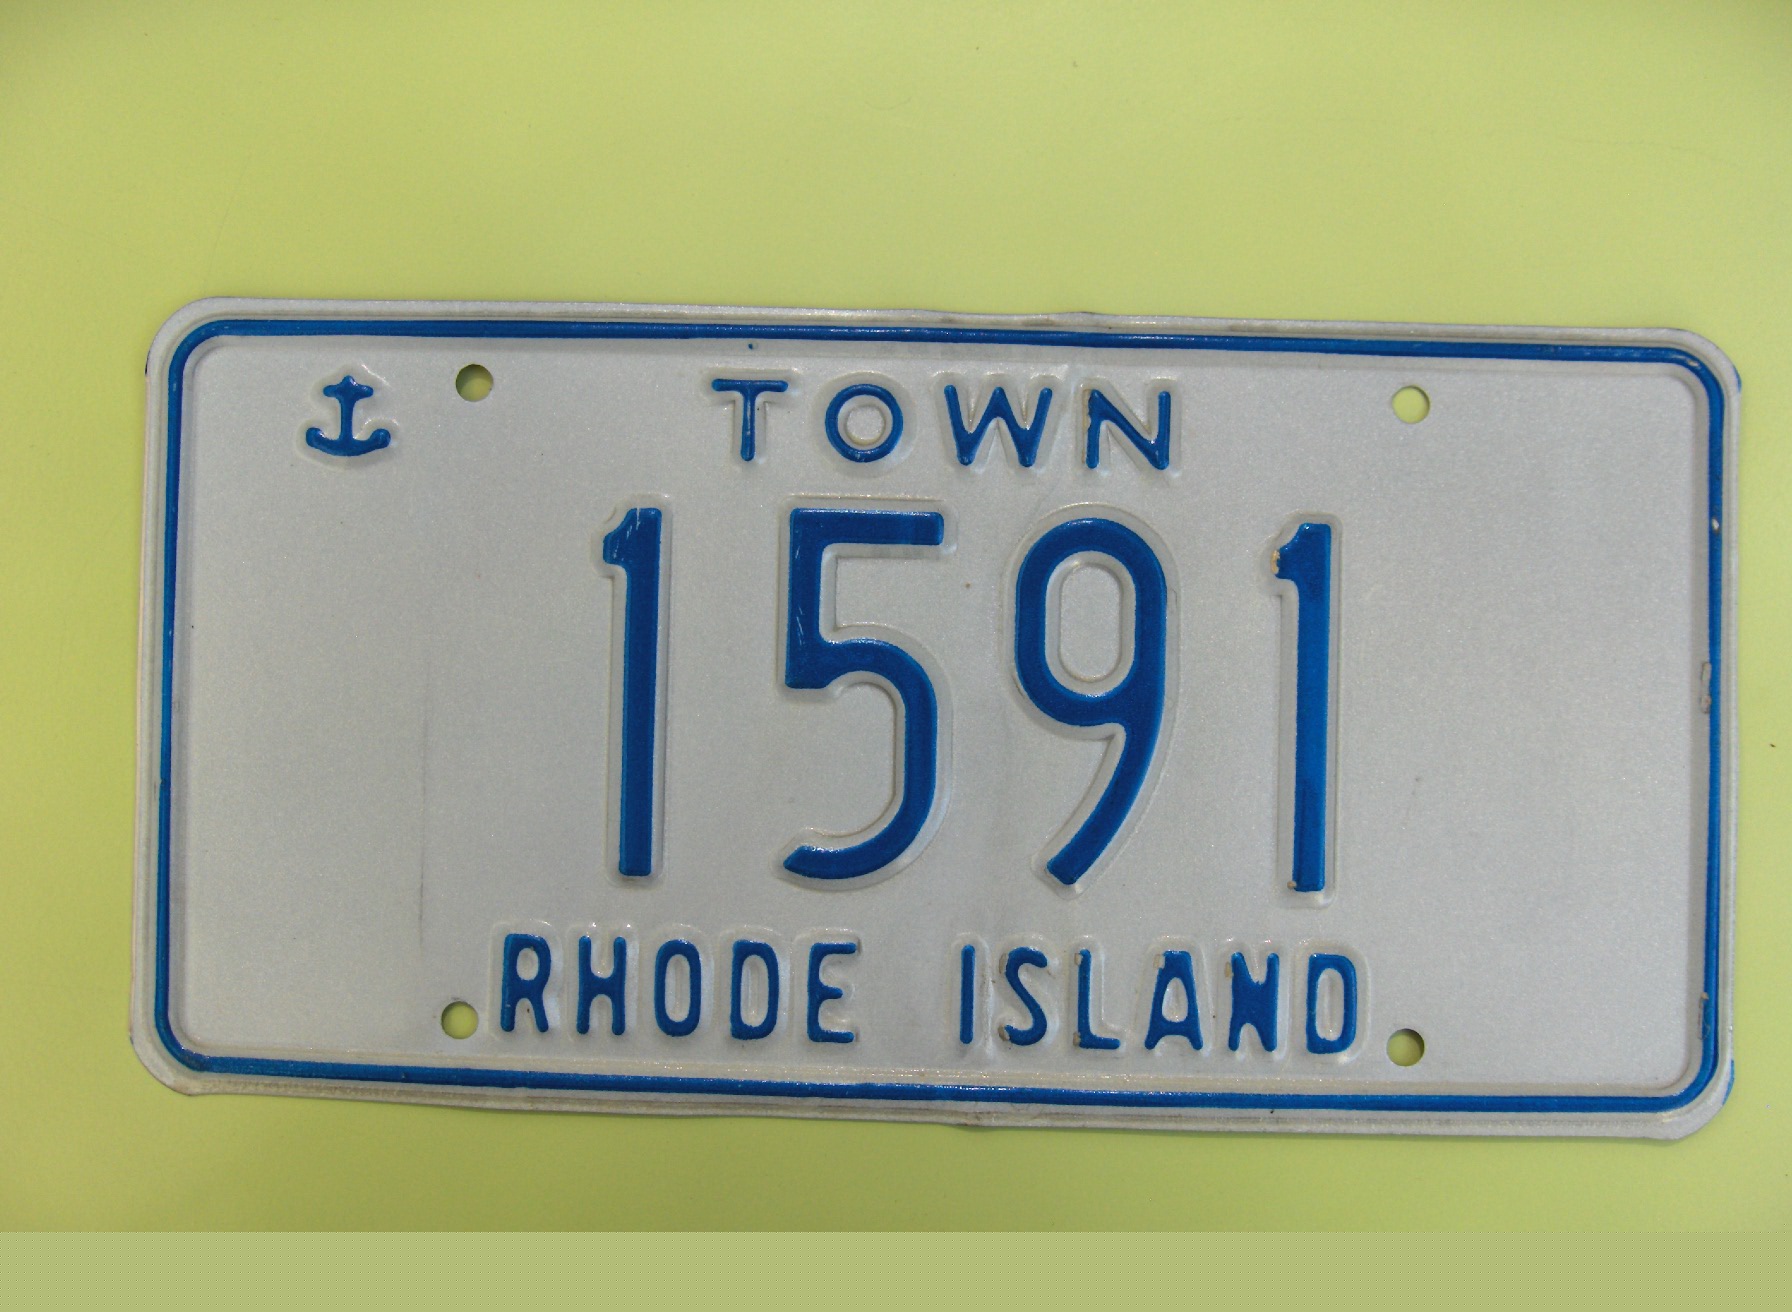 TOWN
1591
RHODE ISLAND